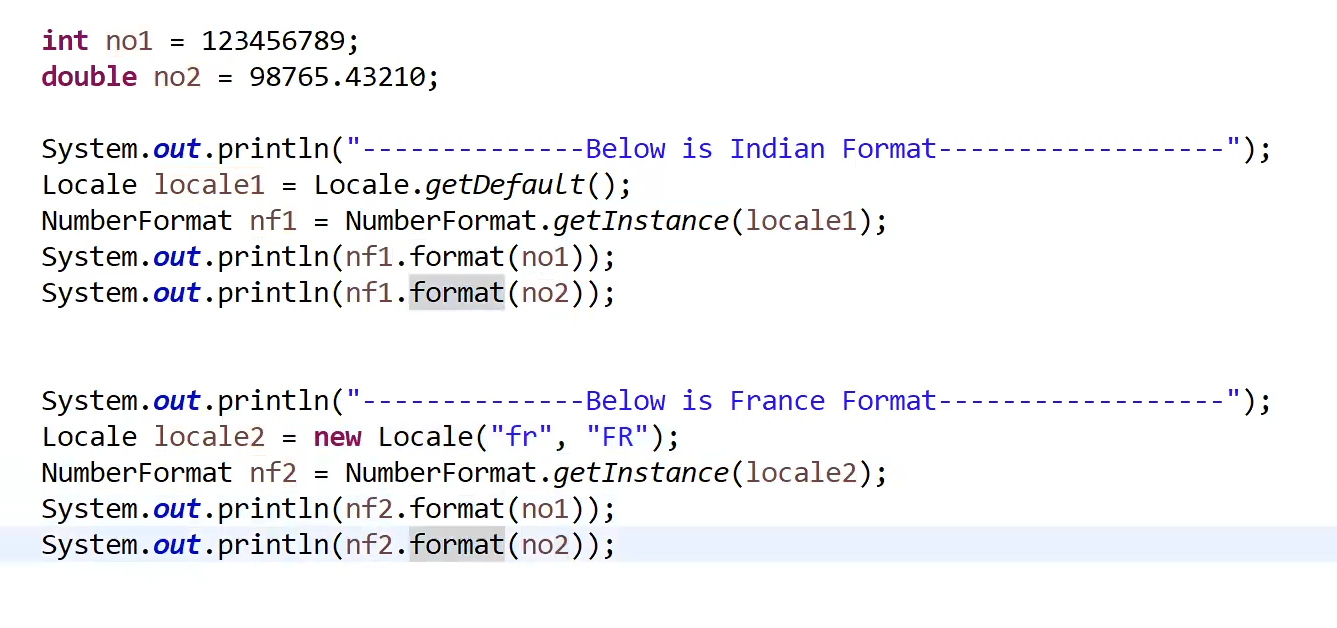 int no1 = 123456789;
double no2 = 98765.43210;
System.out.println("--------------Below is Indian Format------------------");
Locale locale1 = Locale.getDefault();
NumberFormat nf1 = NumberFormat.getInstance(locale1);
System.out.println(nf1.format(no1));
System.out.println(nf1.format(no2));
System.out.println("--------------Below is France Format------------------");
Locale locale2 = new Locale("fr", "FR");
NumberFormat nf2 = NumberFormat.getInstance(locale2);
System.out.println(nf2.format(no1));
System.out.println(nf2.format(no2));